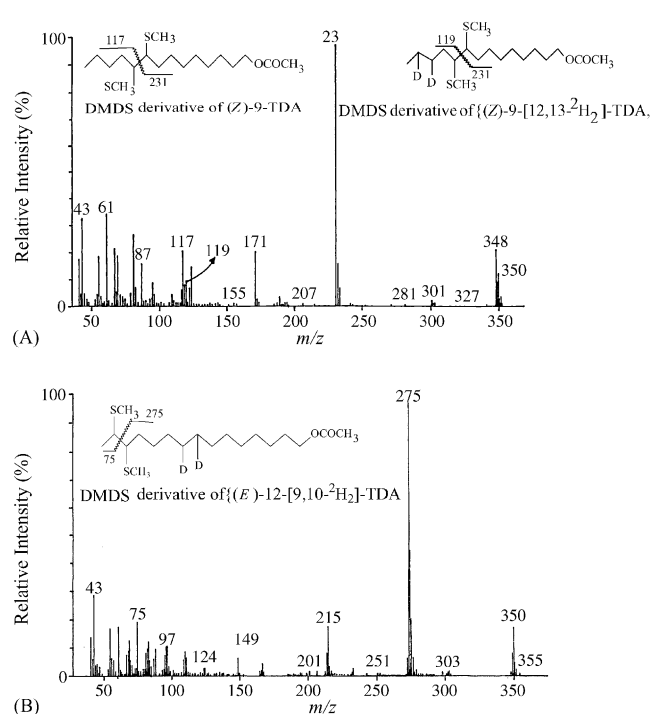 117
SCH3
OCOCH3
SCH3
231
DMDS derivative of (Z)-9-TDA
119
SCH3
OCOCH3
D
D
SCH3
231
DMDS derivative of {(Z)-9-[12,13-2H2]-TDA,
Relative Intensity (%)
100
0
23
43
61
87
117
119
155
171
207
281
301
327
348
350
50
100
150
200
250
300
350
m/z
(A)
SCH3
275
OCOCH3
75
SCH3
D
D
DMDS derivative of{(E)-12-[9,10-2H2]-TDA
Relative Intensity (%)
100
0
43
75
97
124
149
201
215
251
275
303
350
355
50
100
150
200
250
300
350
m/z
(B)